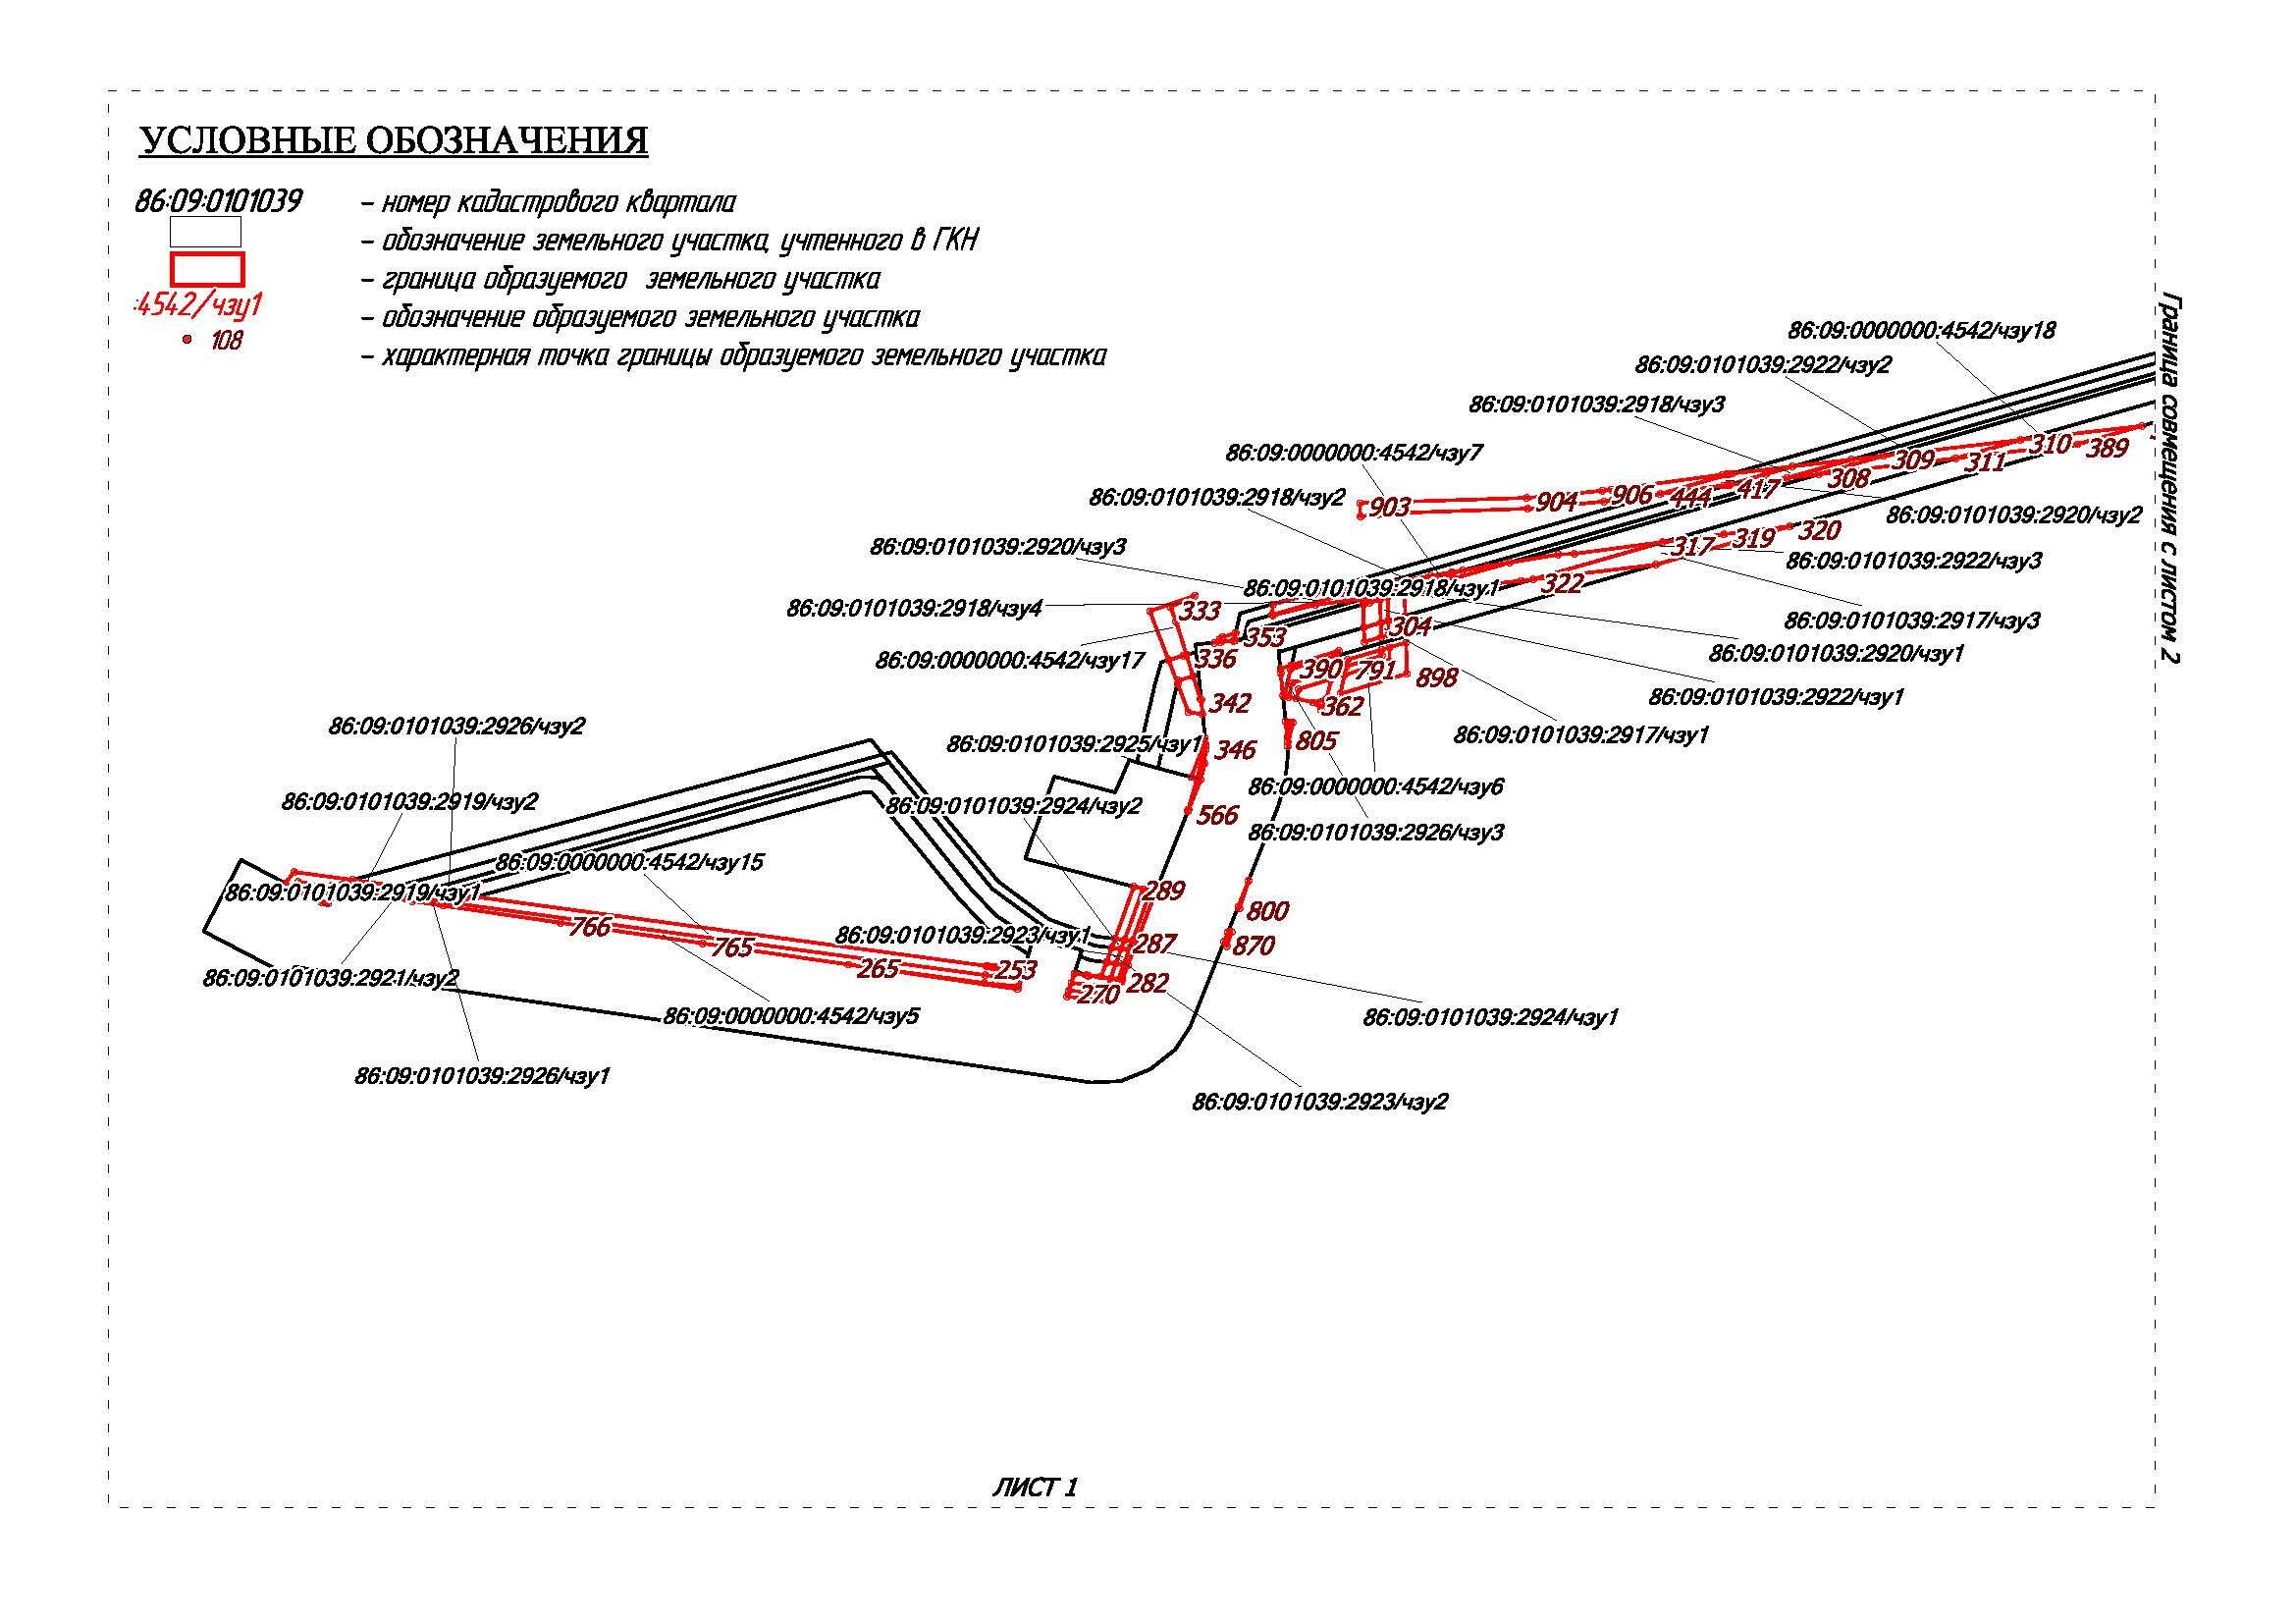 УСЛОВНЫЕ ОБОЗНАЧЕНИЯ
86:09:0101039 – номер кадастрового квартала
– обозначение земельного участка, учтенного в ГКН
– граница образуемого земельного участка
:4542/чзу1 – обозначение образуемого земельного участка
108 – характерная точка границы образуемого земельного участка
86:09:0000000:4542/чзу18
86:09:0101039:2922/чзу2
86:09:0101039:2918/чзу3
86:09:0000000:4542/чзу7
86:09:0101039:2918/чзу2
310
389
309
311
308
417
444
906
904
903
86:09:0101039:2920/чзу2
86:09:0101039:2920/чзу3
320
319
317
86:09:0101039:2922/чзу3
322
86:09:0101039:2918/чзу1
86:09:0101039:2918/чзу4
333
86:09:0101039:2917/чзу3
304
353
86:09:0101039:2920/чзу1
86:09:0000000:4542/чзу17
336
390
791
898
86:09:0101039:2922/чзу1
342
362
86:09:0101039:2926/чзу2
86:09:0101039:2917/чзу1
86:09:0101039:2925/чзу1
346
805
86:09:0000000:4542/чзу6
86:09:0101039:2919/чзу2
86:09:0101039:2924/чзу2
566
86:09:0101039:2926/чзу3
86:09:0000000:4542/чзу15
86:09:0101039:2919/чзу1
289
800
766
765
86:09:0101039:2923/чзу1
287
870
265
253
86:09:0101039:2921/чзу2
282
270
86:09:0000000:4542/чзу5
86:09:0101039:2924/чзу1
86:09:0101039:2926/чзу1
86:09:0101039:2923/чзу2
Граница совмещения с листом 2
ЛИСТ 1